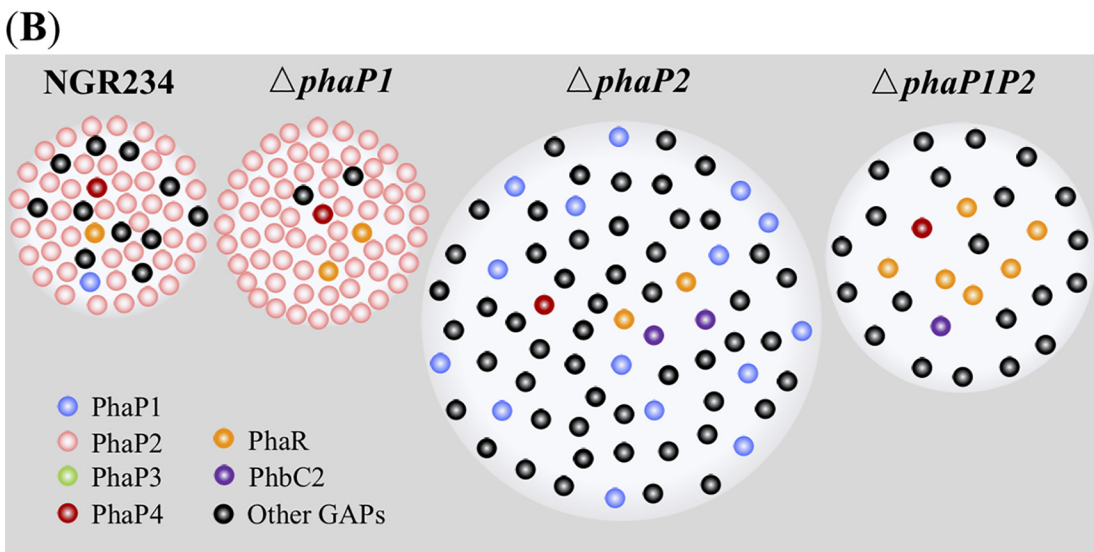 (B)
NGR234 △phaP1 △phaP2 △phaP1P2
PhaP1
PhaP2 PhaR
PhaP3 PhbC2
PhaP4 Other GAPs